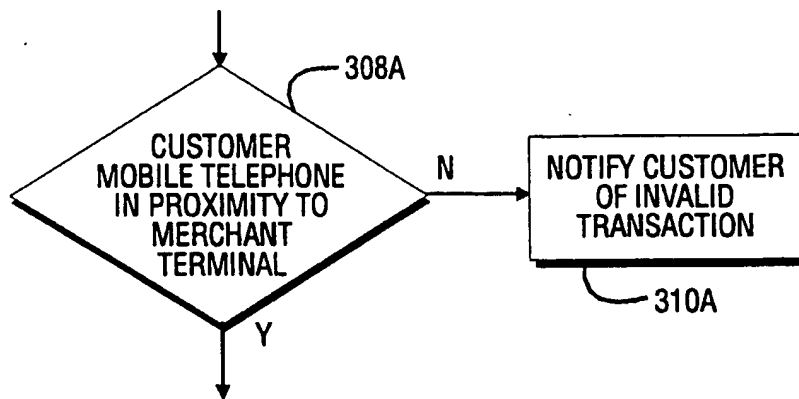 308A
CUSTOMER
MOBILE TELEPHONE
IN PROXIMITY TO
MERCHANT
TERMINAL
N
Y
NOTIFY CUSTOMER
OF INVALID
TRANSACTION
310A